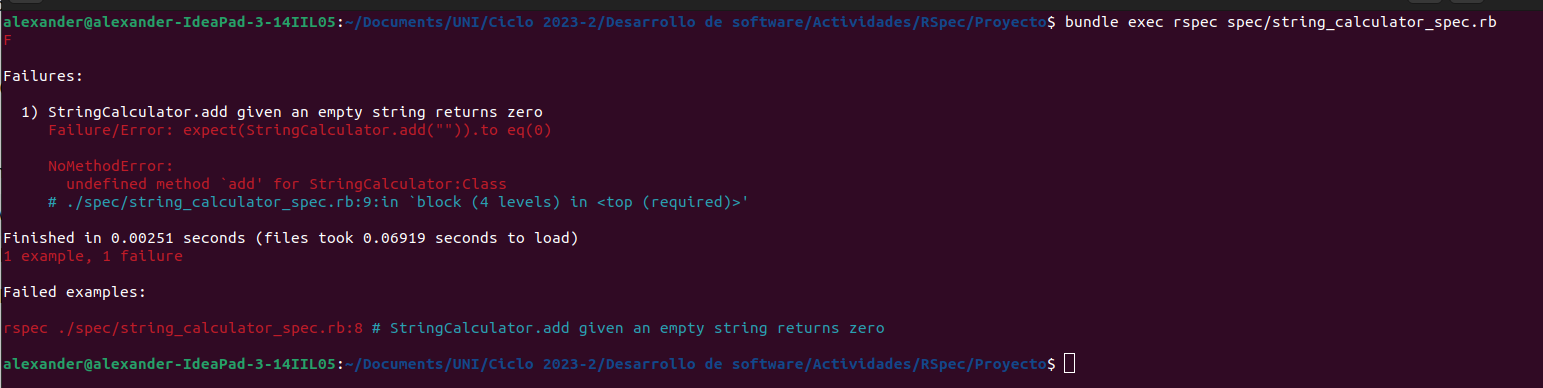 alexander@alexander-IdeaPad-3-14IIL05:~/Documents/UNI/Ciclo 2023-2/Desarrollo de software/Actividades/RSpec/Proyecto$ bundle exec rspec spec/string_calculator_spec.rb
F
Failures:
1) StringCalculator.add given an empty string returns zero
Failure/Error: expect(StringCalculator.add("")).to eq(0)
NoMethodError:
undefined method `add' for StringCalculator:Class
# ./spec/string_calculator_spec.rb:9:in `block (4 levels) in <top (required)>'
Finished in 0.00251 seconds (files took 0.06919 seconds to load)
1 example, 1 failure
Failed examples:
rspec ./spec/string_calculator_spec.rb:8 # StringCalculator.add given an empty string returns zero
alexander@alexander-IdeaPad-3-14IIL05:~/Documents/UNI/Ciclo 2023-2/Desarrollo de software/Actividades/RSpec/Proyecto$